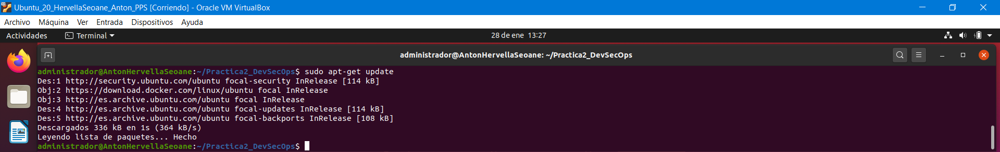 Ubuntu_20_HervellaSeoane_Anton_PPS [Corriendo] - Oracle VM VirtualBox
Archivo Máquina Ver Entrada Dispositivos Ayuda
Actividades Terminal 28 de ene 13:27
administrador@AntonHervellaSeoane: ~/Practica2_DevSecOps
administrador@AntonHervellaSeoane:~/Practica2_DevSecOps$ sudo apt-get update
Des:1 http://security.ubuntu.com/ubuntu focal-security InRelease [114 kB]
Obj:2 https://download.docker.com/linux/ubuntu focal InRelease
Obj:3 http://es.archive.ubuntu.com/ubuntu focal InRelease
Des:4 http://es.archive.ubuntu.com/ubuntu focal-updates InRelease [114 kB]
Des:5 http://es.archive.ubuntu.com/ubuntu focal-backports InRelease [108 kB]
Descargados 336 kB en 1s (364 kB/s)
Leyendo lista de paquetes... Hecho
administrador@AntonHervellaSeoane:~/Practica2_DevSecOps$